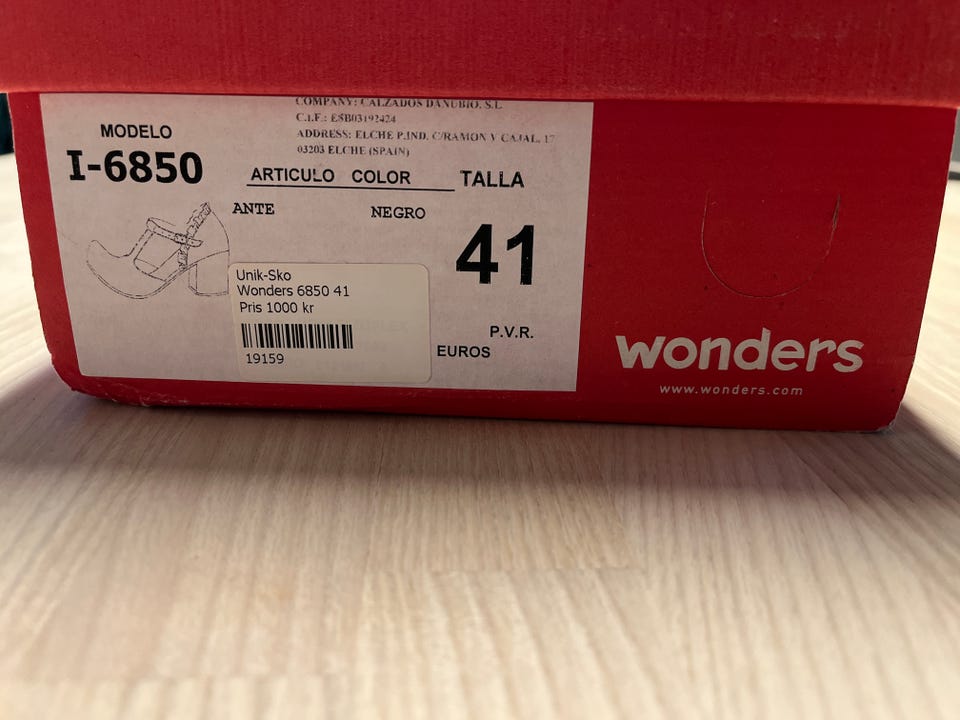 COMPANY: CALZADOS DANUBIO, S.L
C.I.F.: ESB03192424
ADDRESS: ELCHE P.IND. C/RAMON Y CAJAL, 17
03203 ELCHE (SPAIN)
MODELO
I-6850
ARTICULO COLOR TALLA
ANTE NEGRO
41
Unik-Sko
Wonders 6850 41
Pris 1000 kr
19159
P.V.R.
EUROS
wonders
www.wonders.com